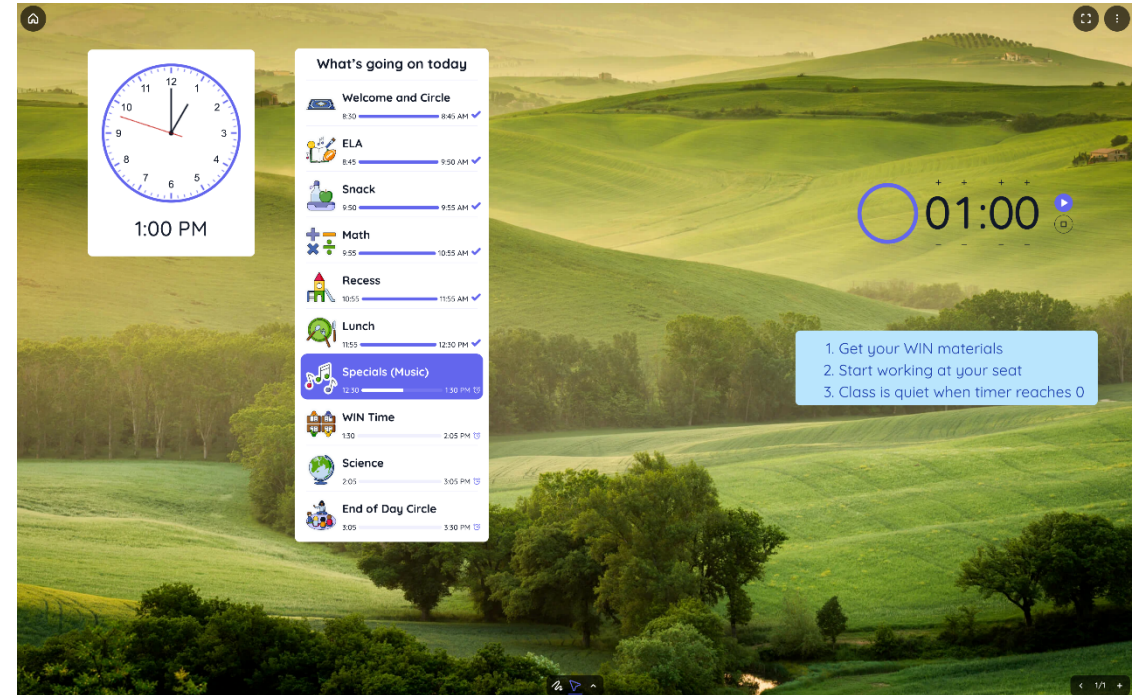 12
1
2
3
4
5
6
7
8
9
10
11
1:00 PM
What's going on today
Welcome and Circle
8:30 8:45 AM
ELA
8:45 9:50 AM
Snack
9:50 9:55 AM
Math
9:55 10:55 AM
Recess
10:55 11:55 AM
Lunch
11:55 12:30 PM
Specials (Music)
12:30 1:30 PM
WIN Time
1:30 2:05 PM
Science
2:05 3:05 PM
End of Day Circle
3:05 3:30 PM
+ + + +
01:00
– – – –
1. Get your WIN materials
2. Start working at your seat
3. Class is quiet when timer reaches 0
< 1/1 +